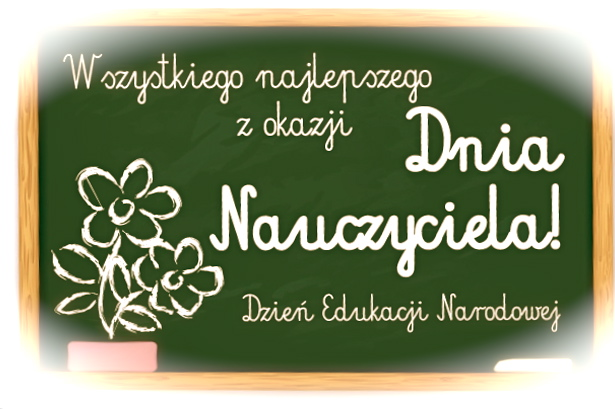 Wszystkiego najlepszego
z okazji
Dnia
Nauczyciela!
Dzień Edukacji Narodowej